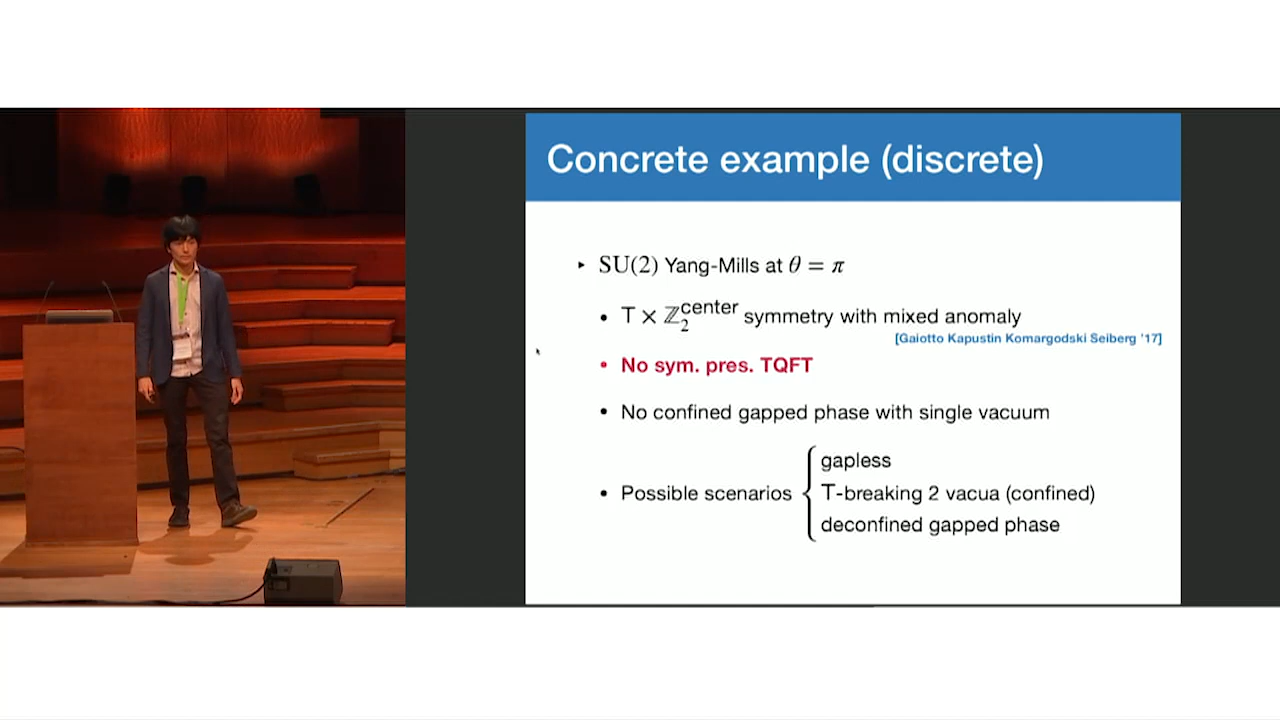 Concrete example (discrete)
‣ SU(2) Yang-Mills at θ = π
• T × ℤ₂^center symmetry with mixed anomaly
[Gaiotto Kapustin Komargodski Seiberg '17]
• No sym. pres. TQFT
• No confined gapped phase with single vacuum
gapless
• Possible scenarios { T-breaking 2 vacua (confined)
deconfined gapped phase